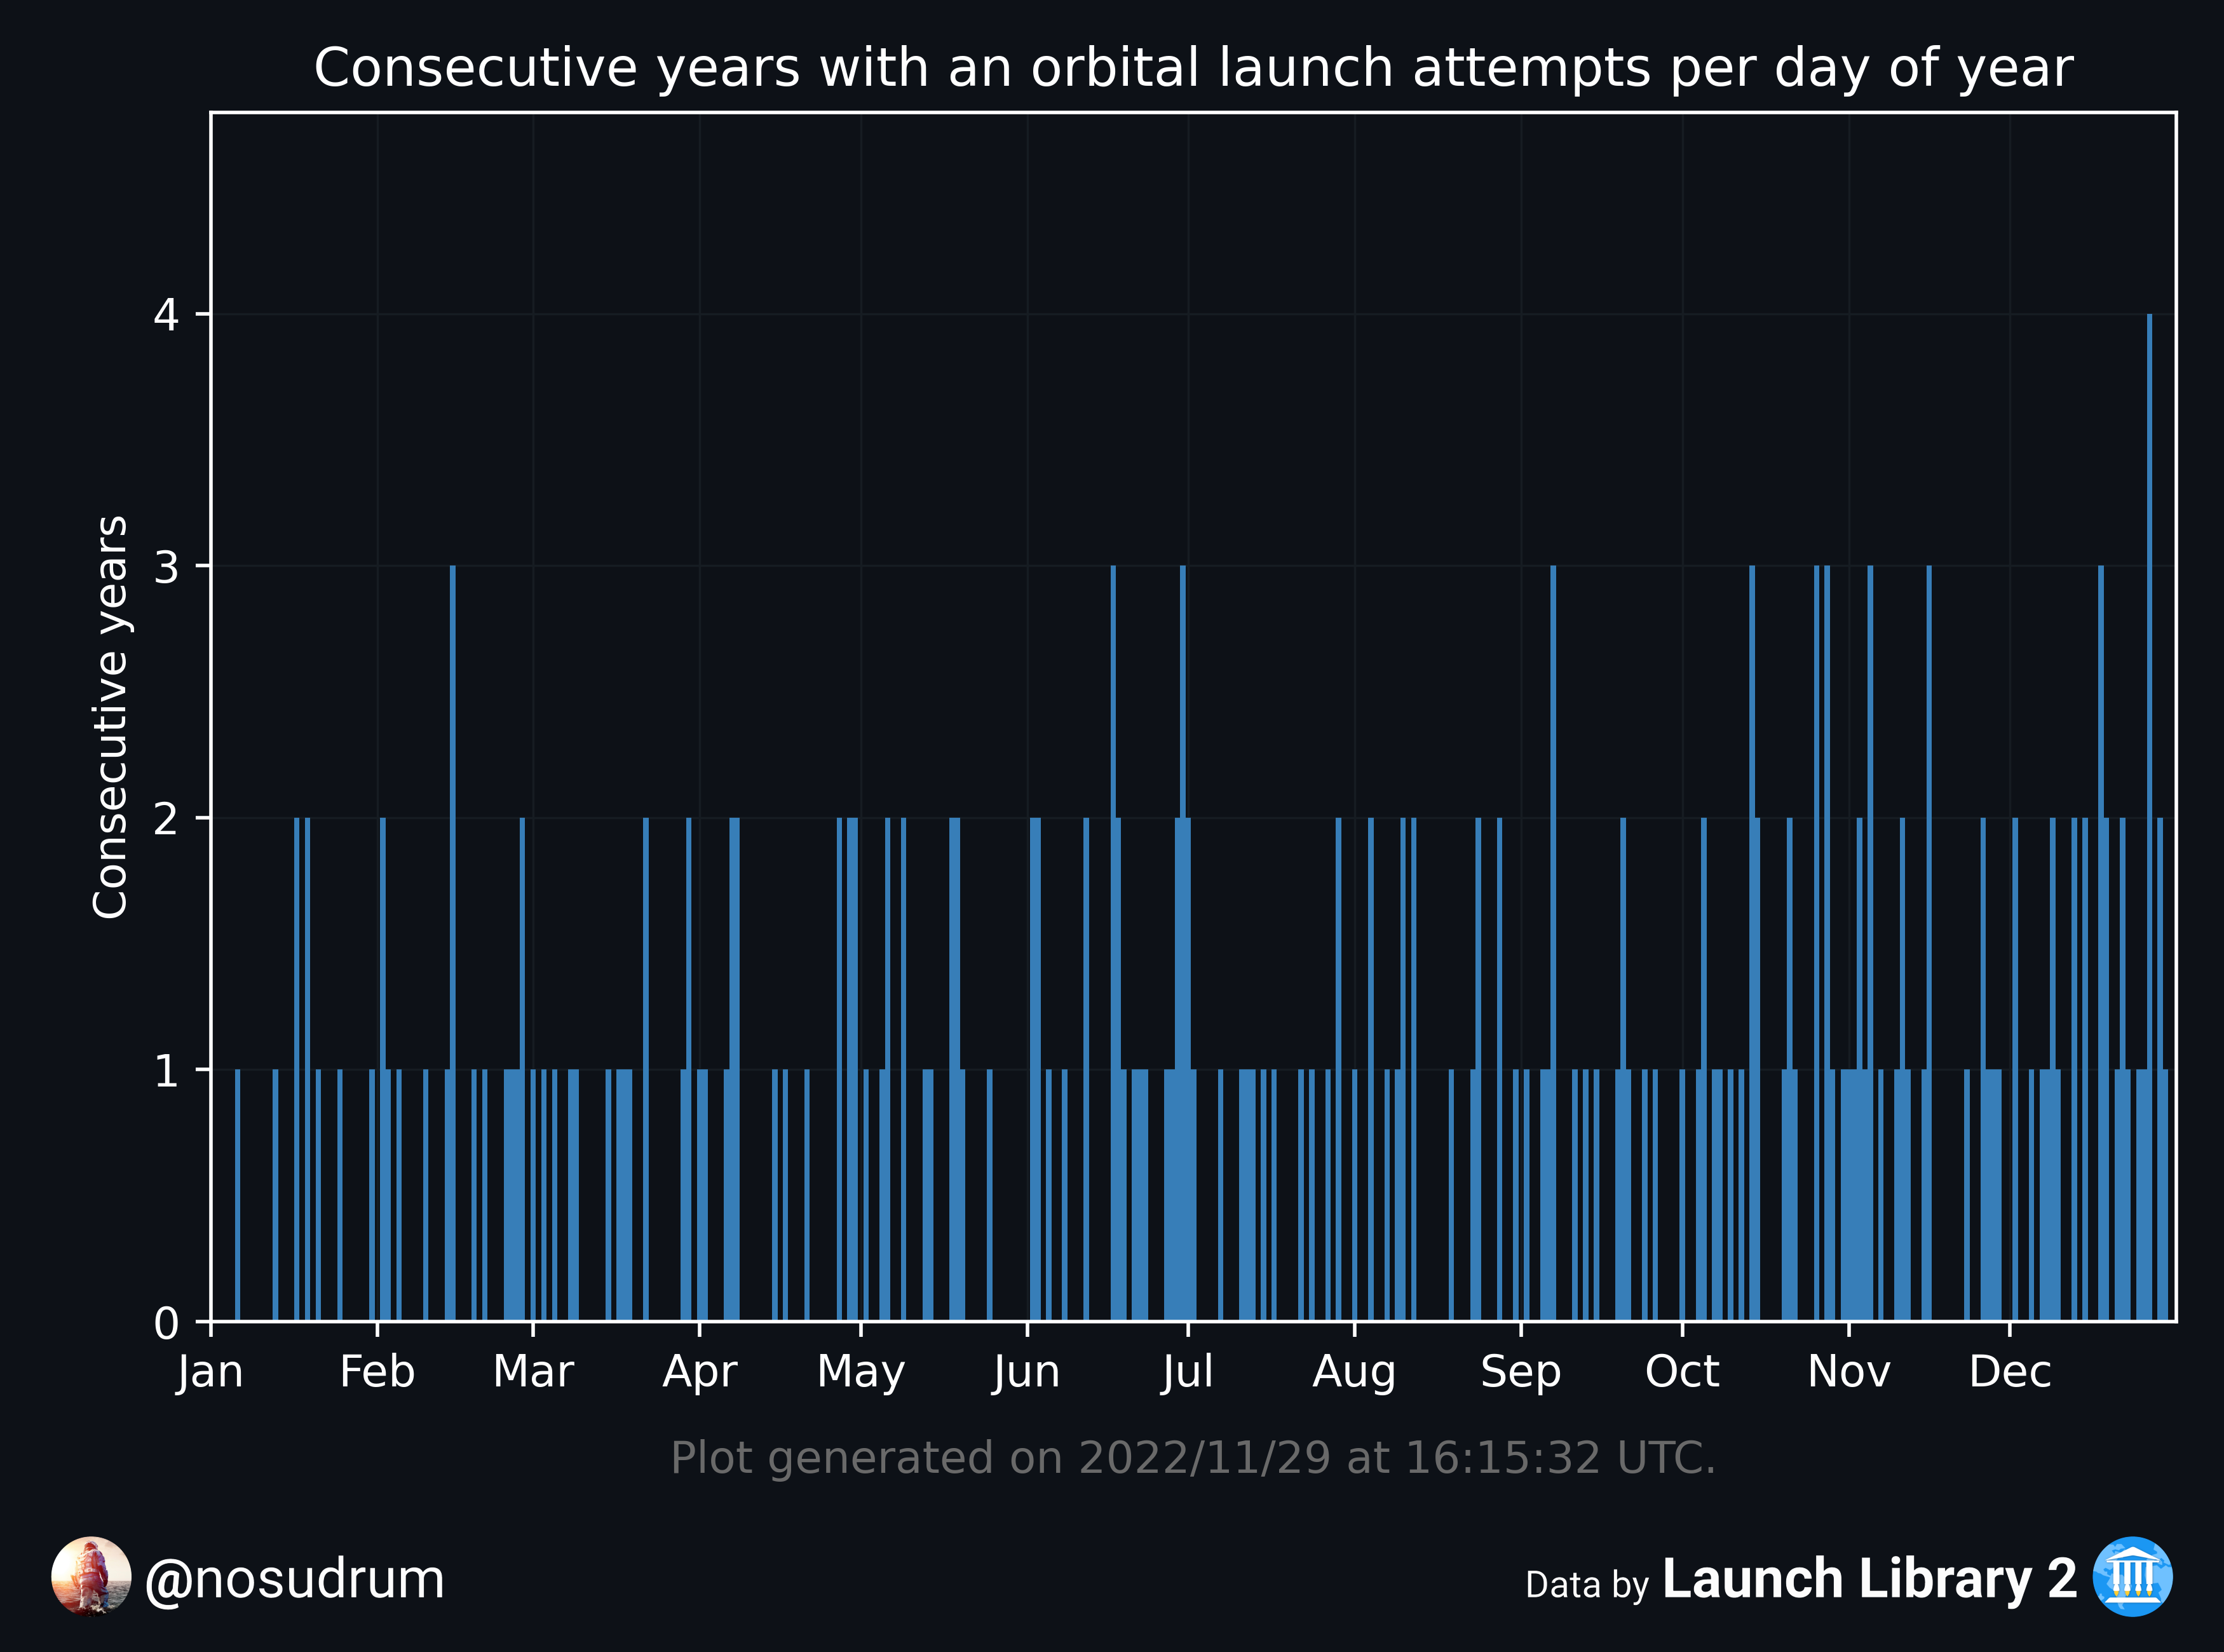 Consecutive years with an orbital launch attempts per day of year
Consecutive years
4
3
2
1
0
Jan Feb Mar Apr May Jun Jul Aug Sep Oct Nov Dec
Plot generated on 2022/11/29 at 16:15:32 UTC.
@nosudrum
Data by Launch Library 2